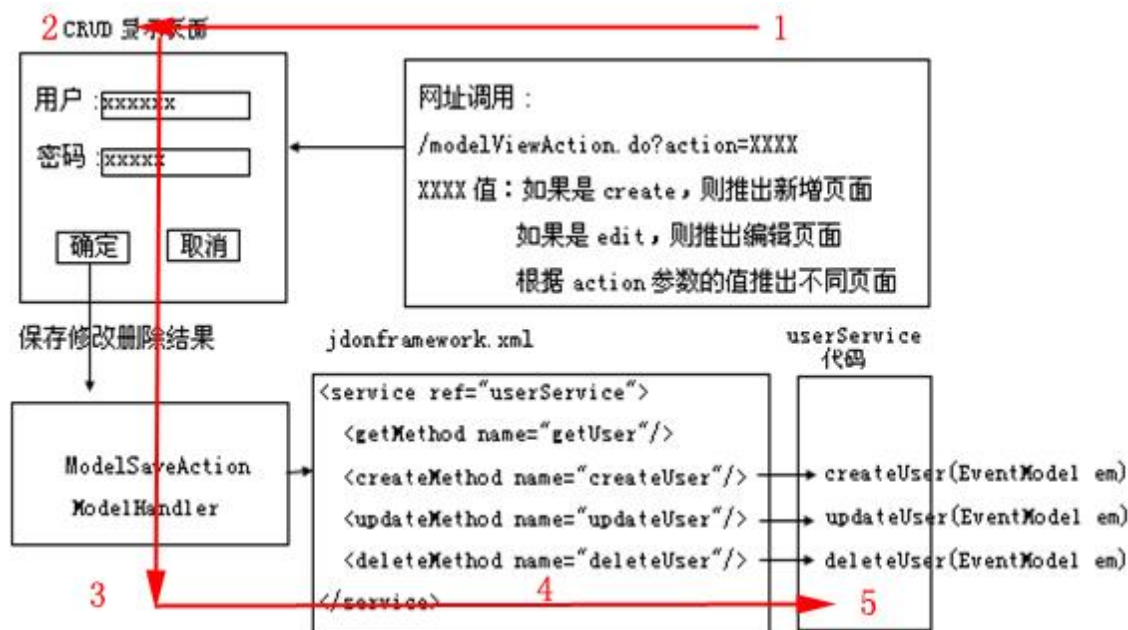 2 CRUD 显示页面
1
用户：xxxxxx
密码：xxxxx
确定 取消
网址调用：
/modelViewAction.do?action=XXXX
XXXX 值：如果是 create，则推出新增页面
如果是 edit，则推出编辑页面
根据 action 参数的值推出不同页面
保存修改删除结果
ModelSaveAction
ModelHandler
3
jdonframework.xml
<service ref="userService">
<getMethod name="getUser"/>
<createMethod name="createUser"/>
<updateMethod name="updateUser"/>
<deleteMethod name="deleteUser"/>
</service>
4
userService
代码
createUser(EventModel em)
updateUser(EventModel em)
deleteUser(EventModel em)
5